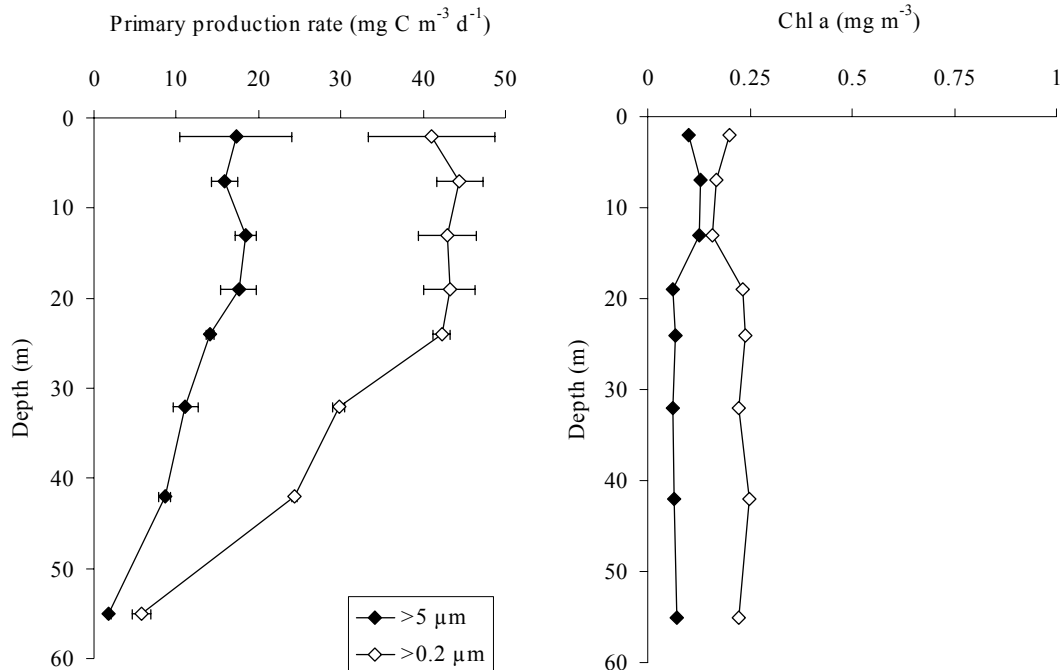 Primary production rate (mg C m⁻³ d⁻¹)
0 10 20 30 40 50
0
10
20
30
40
50
60
Depth (m)
>5 µm
>0.2 µm
Chl a (mg m⁻³)
0 0.25 0.5 0.75 1
0
10
20
30
40
50
60
Depth (m)